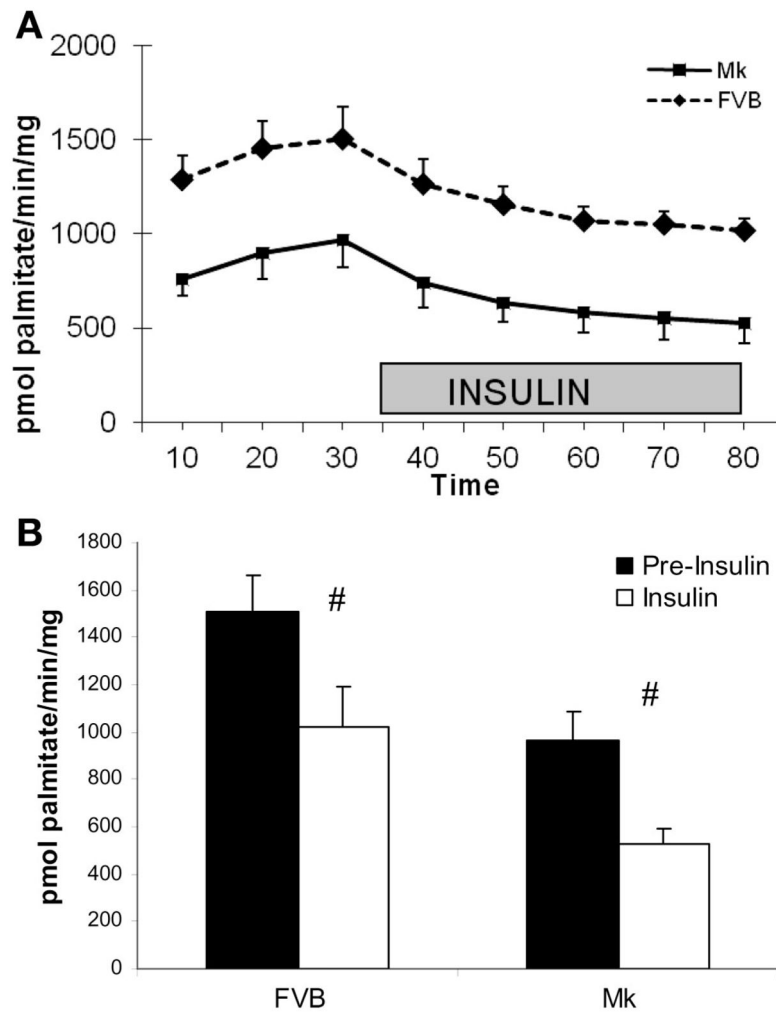 A
pmol palmitate/min/mg
2000
1500
1000
500
0
Mk
FVB
INSULIN
10 20 30 40 50 60 70 80
Time
B
pmol palmitate/min/mg
1800
1600
1400
1200
1000
800
600
400
200
0
Pre-Insulin
Insulin
#
#
FVB Mk